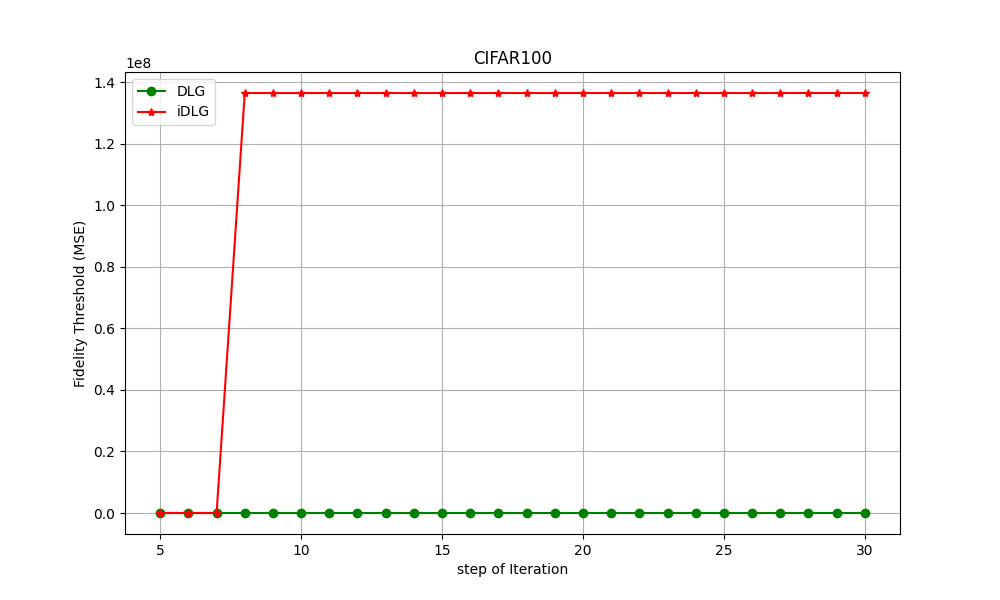 CIFAR100
1e8
DLG
iDLG
1.4
1.2
1.0
0.8
0.6
0.4
0.2
0.0
Fidelity Threshold (MSE)
5 10 15 20 25 30
step of Iteration